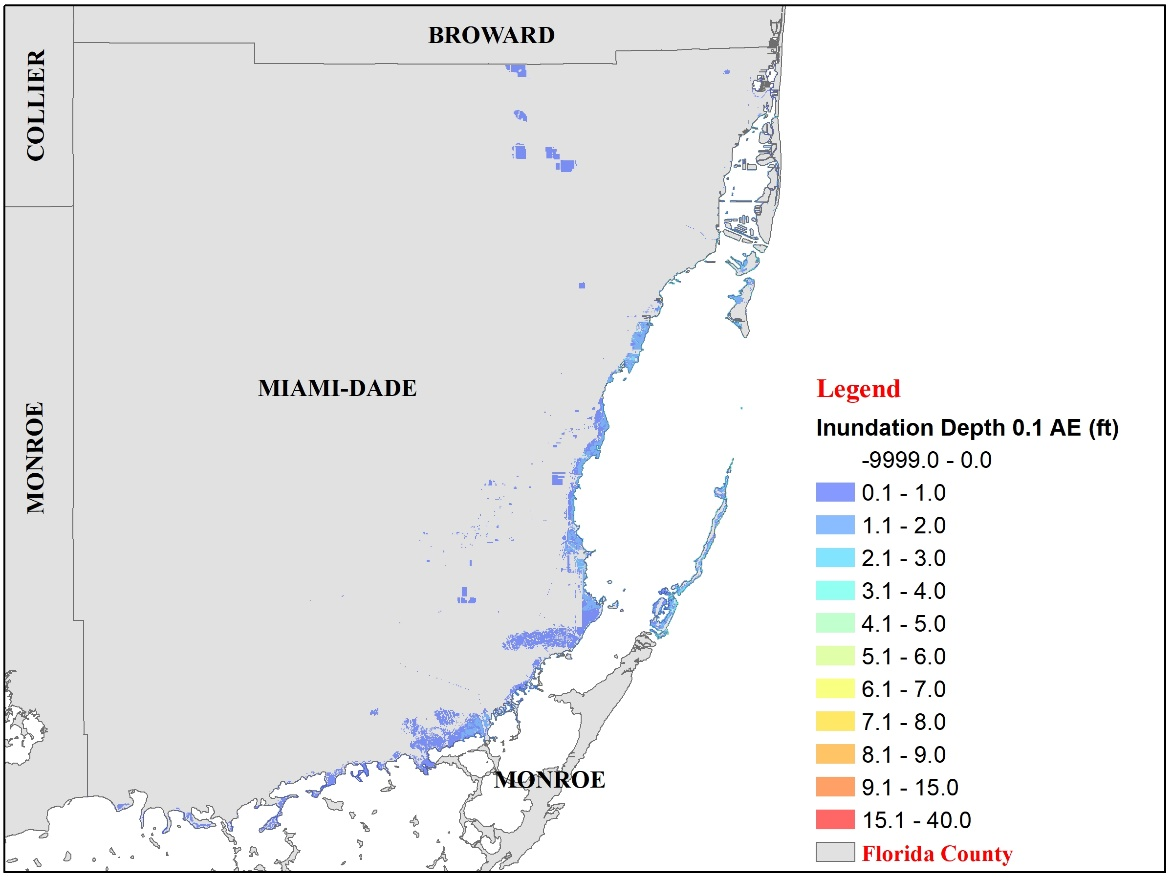 BROWARD
COLLIER
MIAMI-DADE
MONROE
MONROE
Legend
Inundation Depth 0.1 AE (ft)
-9999.0 - 0.0
0.1 - 1.0
1.1 - 2.0
2.1 - 3.0
3.1 - 4.0
4.1 - 5.0
5.1 - 6.0
6.1 - 7.0
7.1 - 8.0
8.1 - 9.0
9.1 - 15.0
15.1 - 40.0
Florida County